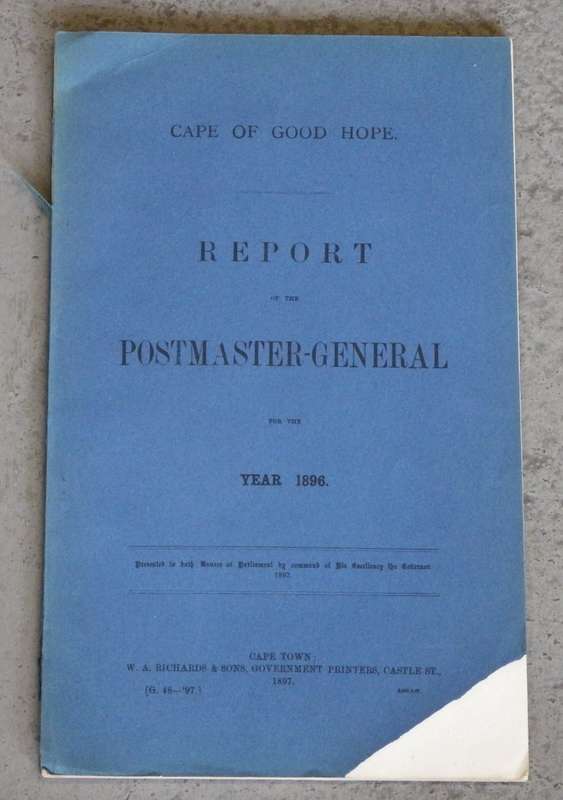 CAPE OF GOOD HOPE.
REPORT
OF THE
POSTMASTER-GENERAL
FOR THE
YEAR 1896.
Presented to both Houses of Parliament by command of His Excellency the Governor
1897.
CAPE TOWN:
W. A. RICHARDS & SONS, GOVERNMENT PRINTERS, CASTLE ST.,
1897.
[G. 48—'97.]